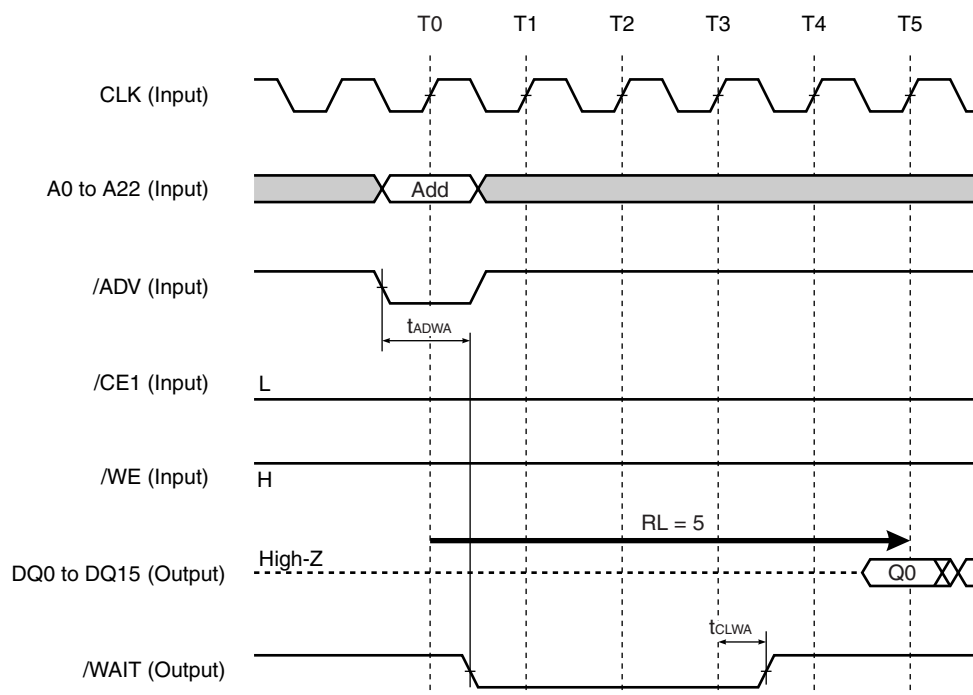 T0 T1 T2 T3 T4 T5
CLK (Input)
A0 to A22 (Input) Add
/ADV (Input)
tADWA
/CE1 (Input) L
/WE (Input) H
RL = 5
High-Z
DQ0 to DQ15 (Output) Q0
tCLWA
/WAIT (Output)